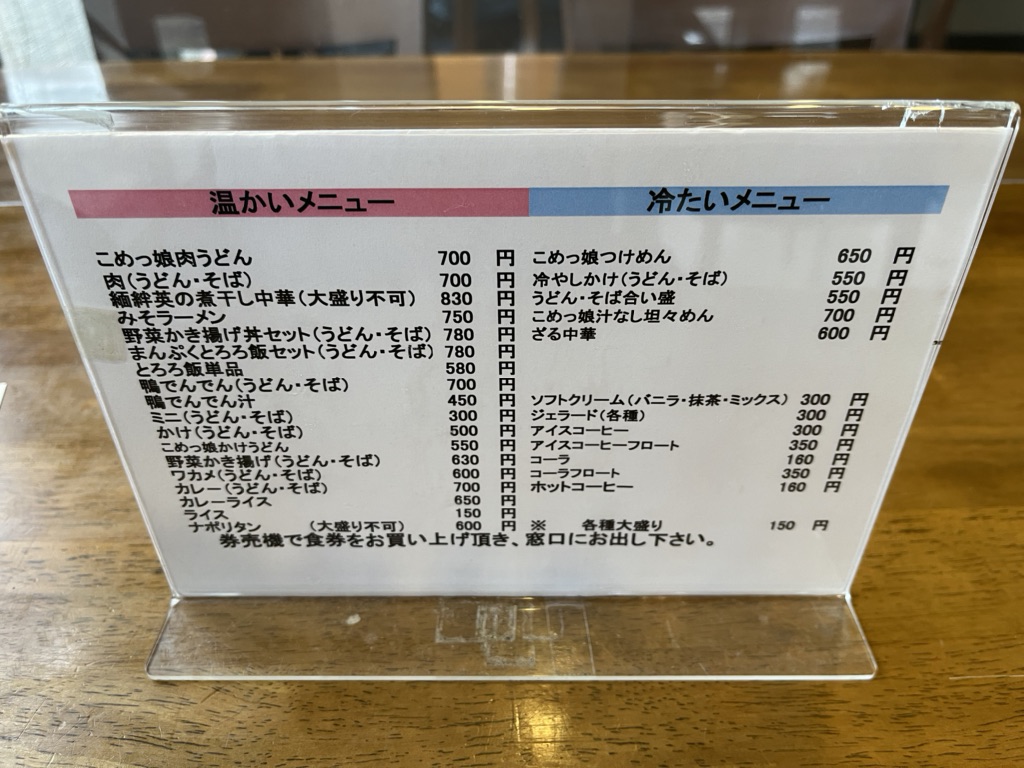 温かいメニュー
こめっ娘肉うどん 700 円
肉(うどん・そば) 700 円
緬絆英の煮干し中華(大盛り不可) 830 円
みそラーメン 750 円
野菜かき揚げ丼セット(うどん・そば) 780 円
まんぷくとろろ飯セット(うどん・そば) 780 円
とろろ飯単品 580 円
鴨でんでん(うどん・そば) 700 円
鴨でんでん汁 450 円
ミニ(うどん・そば) 300 円
かけ(うどん・そば) 500 円
こめっ娘かけうどん 550 円
野菜かき揚げ(うどん・そば) 630 円
ワカメ(うどん・そば) 600 円
カレー(うどん・そば) 700 円
カレーライス 650 円
ライス 150 円
ナポリタン (大盛り不可) 600 円
冷たいメニュー
こめっ娘つけめん 650 円
冷やしかけ(うどん・そば) 550 円
うどん・そば合い盛 550 円
こめっ娘汁なし坦々めん 700 円
ざる中華 600 円
ソフトクリーム(バニラ・抹茶・ミックス) 300 円
ジェラード(各種) 300 円
アイスコーヒー 300 円
アイスコーヒーフロート 350 円
コーラ 160 円
コーラフロート 350 円
ホットコーヒー 160 円
※ 各種大盛り 150 円
券売機で食券をお買い上げ頂き、窓口にお出し下さい。